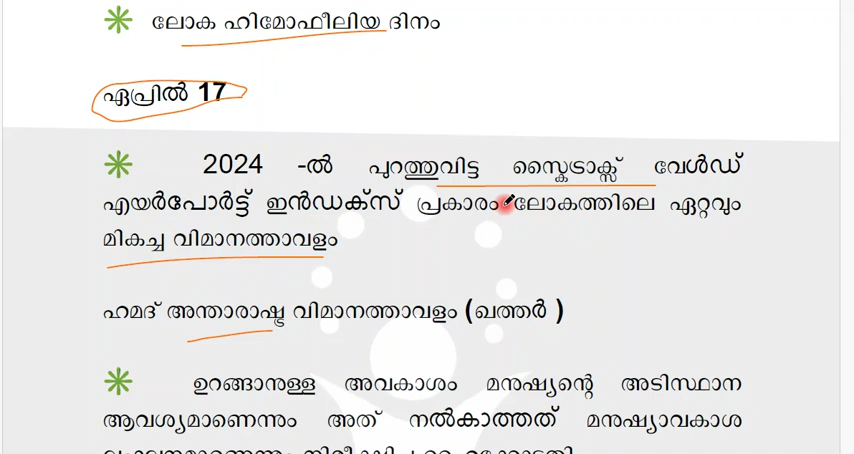 ലോക ഹിമോഫീലിയ ദിനം
ഏപ്രിൽ 17
2024 -ൽ പുറത്തുവിട്ട സ്കൈട്രാക്സ് വേൾഡ്
എയർപോർട്ട് ഇൻഡക്സ് പ്രകാരം ലോകത്തിലെ ഏറ്റവും
മികച്ച വിമാനത്താവളം
ഹമദ് അന്താരാഷ്ട്ര വിമാനത്താവളം (ഖത്തർ )
ഉറങ്ങാനുള്ള അവകാശം മനുഷ്യന്റെ അടിസ്ഥാന
ആവശ്യമാണെന്നും അത് നൽകാത്തത് മനുഷ്യാവകാശ